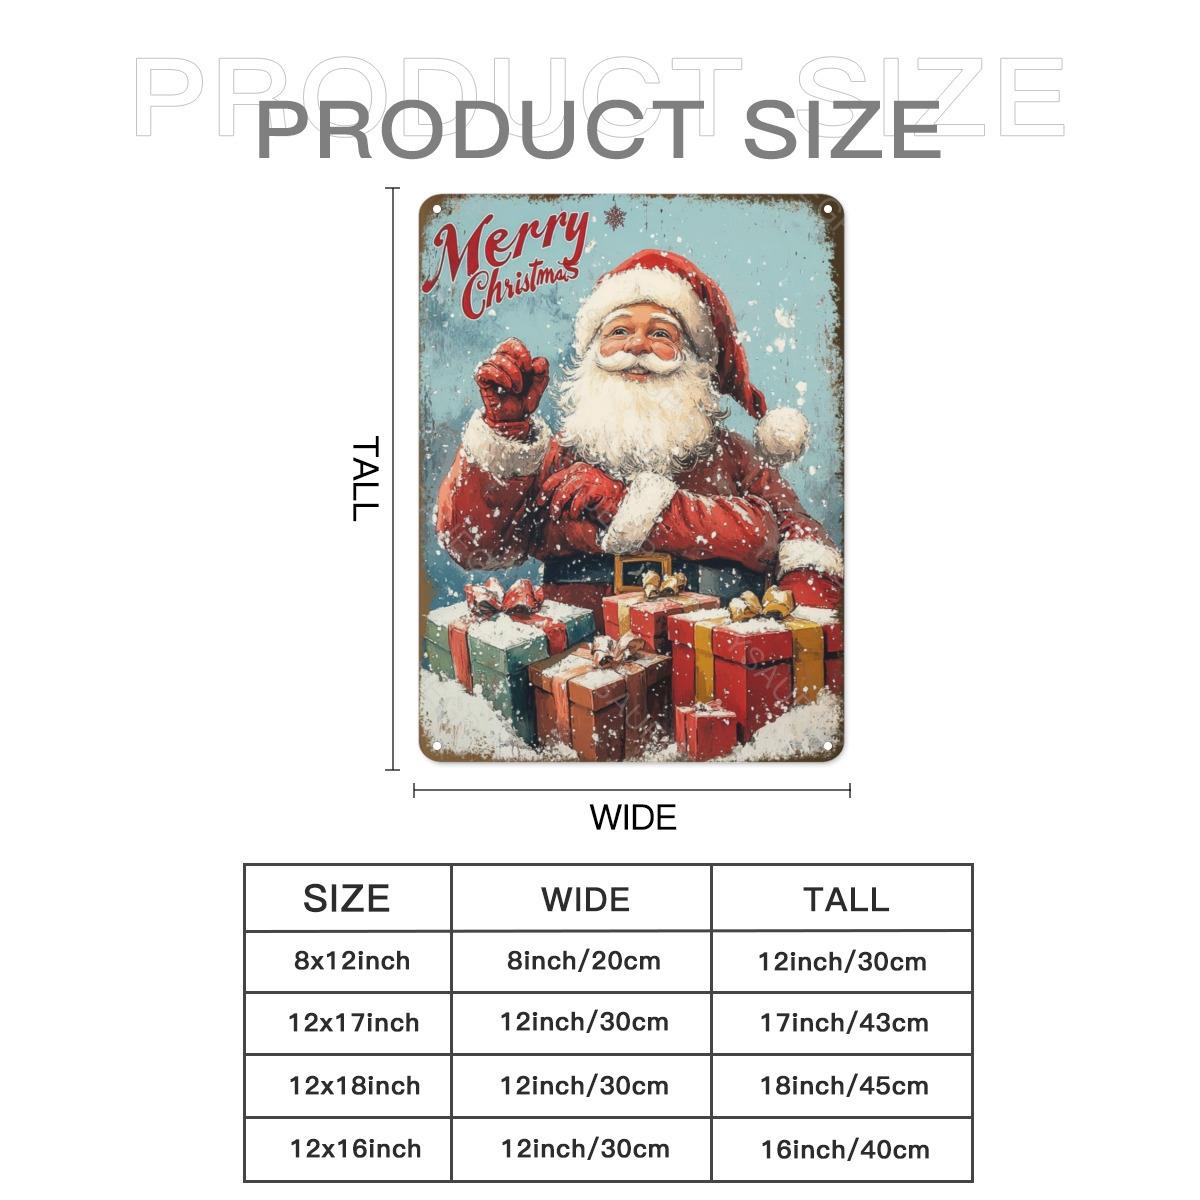 PRODUCT SIZE
PRODUCT SIZE
Merry
Christmas
TALL
WIDE
SIZE WIDE TALL
8x12inch 8inch/20cm 12inch/30cm
12x17inch 12inch/30cm 17inch/43cm
12x18inch 12inch/30cm 18inch/45cm
12x16inch 12inch/30cm 16inch/40cm